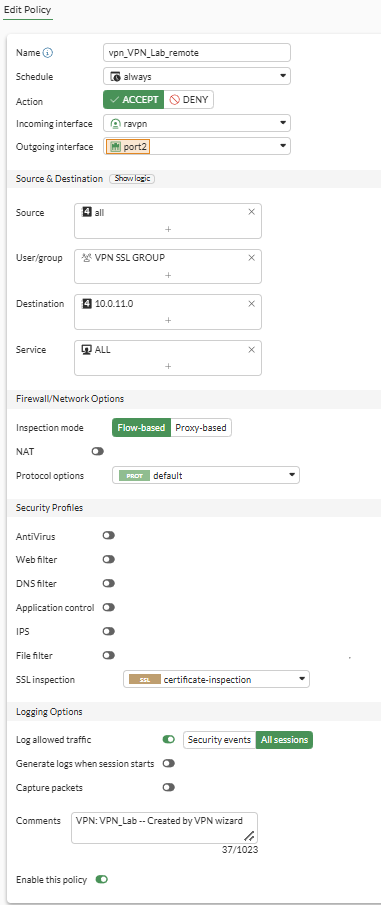 Edit Policy
Name vpn_VPN_Lab_remote
Schedule always
Action ACCEPT DENY
Incoming interface ravpn
Outgoing interface port2
Source & Destination Show logic
Source 4 all
+
User/group VPN SSL GROUP
+
Destination 4 10.0.11.0
+
Service ALL
+
Firewall/Network Options
Inspection mode Flow-based Proxy-based
NAT
Protocol options PROT default
Security Profiles
AntiVirus
Web filter
DNS filter
Application control
IPS
File filter
SSL inspection SSL certificate-inspection
Logging Options
Log allowed traffic Security events All sessions
Generate logs when session starts
Capture packets
Comments VPN: VPN_Lab -- Created by VPN wizard
37/1023
Enable this policy